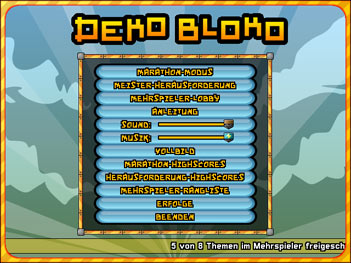 DEKO BLOKO
MARATHON-MODUS
MEISTER-HERAUSFORDERUNG
MEHRSPIELER-LOBBY
ANLEITUNG
SOUND:
MUSIK:
VOLLBILD
MARATHON-HIGHSCORES
HERAUSFORDERUNG-HIGHSCORES
MEHRSPIELER-RANGLISTE
ERFOLGE
BEENDEN
5 von 8 Themen im Mehrspieler freigesch